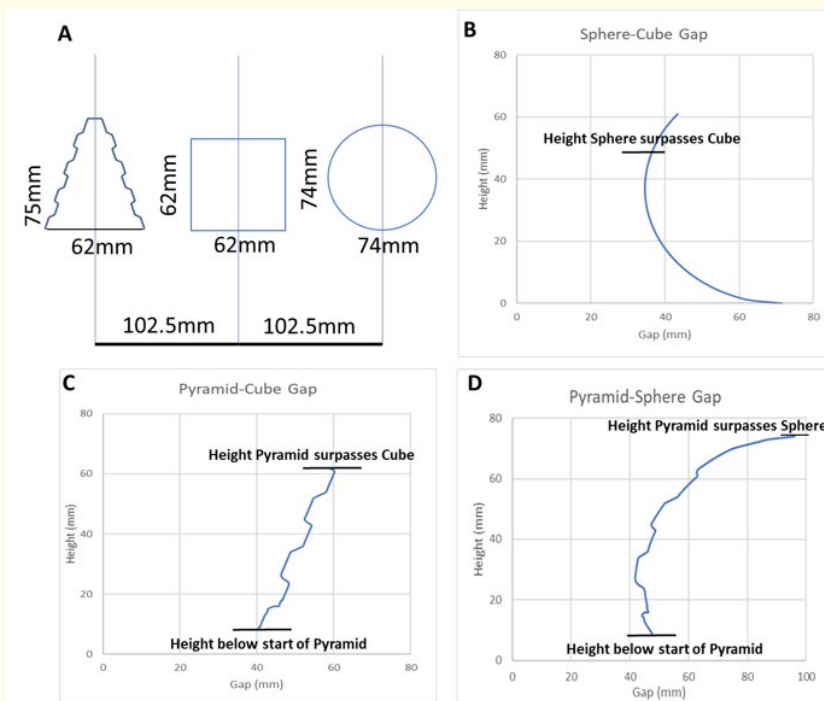 A
75mm
62mm
62mm
62mm
74mm
74mm
102.5mm
102.5mm
B
Sphere-Cube Gap
80
60
40
20
0
Height (mm)
Height Sphere surpasses Cube
0 20 40 60 80
Gap (mm)
C
Pyramid-Cube Gap
80
60
40
20
0
Height (mm)
Height Pyramid surpasses Cube
Height below start of Pyramid
0 20 40 60 80
Gap (mm)
D
Pyramid-Sphere Gap
80
70
60
50
40
30
20
10
0
Height (mm)
Height Pyramid surpasses Sphere
Height below start of Pyramid
0 20 40 60 80 100
Gap (mm)